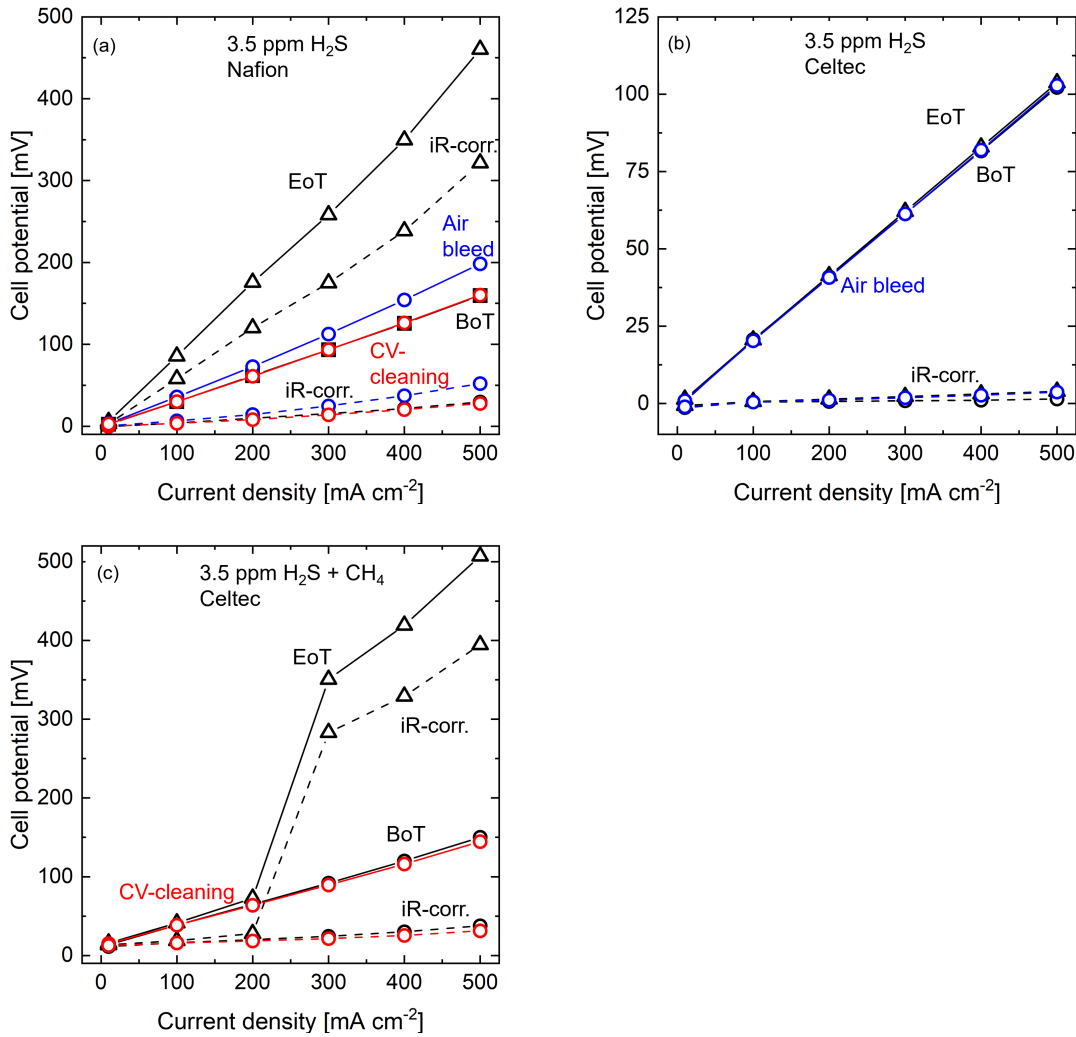 (a)
3.5 ppm H₂S
Nafion
500
400
300
200
100
0
Cell potential [mV]
EoT
iR-corr.
Air
bleed
BoT
CV-
cleaning
iR-corr.
0 100 200 300 400 500
Current density [mA cm⁻²]
(b)
3.5 ppm H₂S
Celtec
125
100
75
50
25
0
Cell potential [mV]
EoT
BoT
Air bleed
iR-corr.
0 100 200 300 400 500
Current density [mA cm⁻²]
(c)
3.5 ppm H₂S + CH₄
Celtec
500
400
300
200
100
0
Cell potential [mV]
EoT
iR-corr.
BoT
CV-cleaning
iR-corr.
0 100 200 300 400 500
Current density [mA cm⁻²]